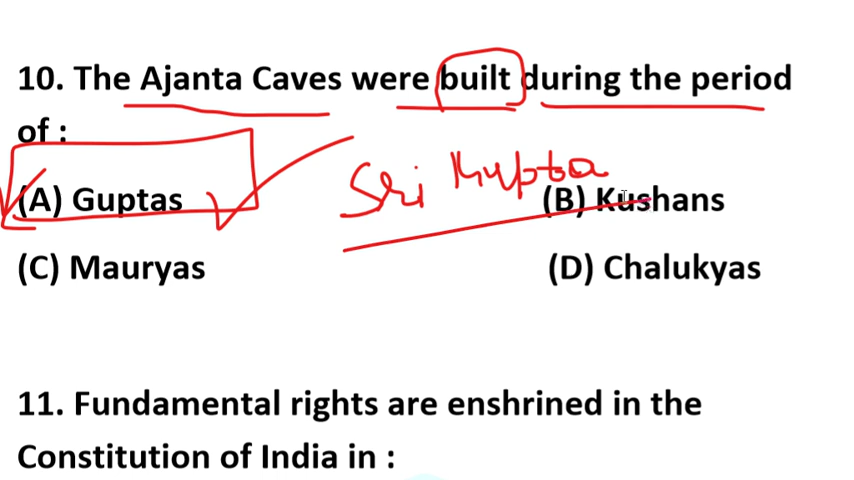 10. The Ajanta Caves were built during the period
of :
(A) Guptas
Sri Gupta
(B) Kushans
(C) Mauryas
(D) Chalukyas
11. Fundamental rights are enshrined in the
Constitution of India in :